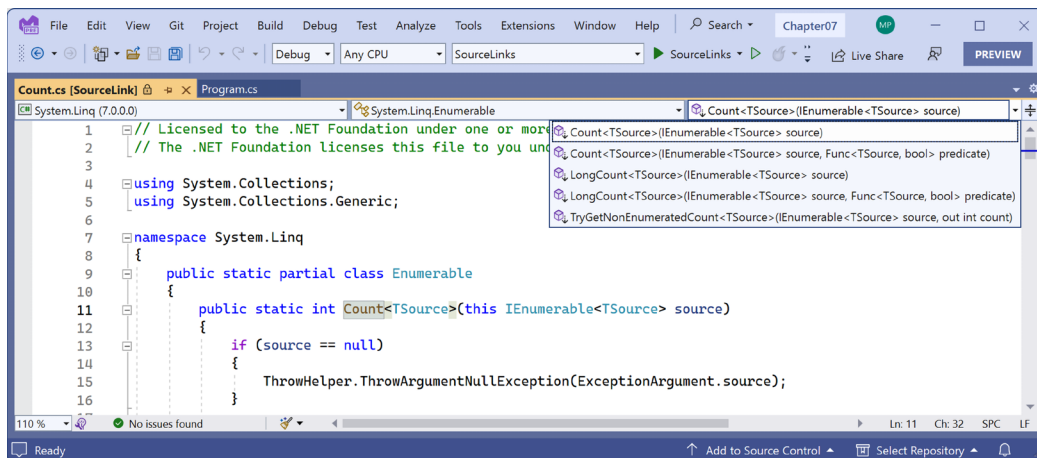 File Edit View Git Project Build Debug Test Analyze Tools Extensions Window Help Search Chapter07 MP
Debug Any CPU SourceLinks SourceLinks Live Share PREVIEW
Count.cs [SourceLink] Program.cs
System.Linq (7.0.0.0) System.Linq.Enumerable Count<TSource>(IEnumerable<TSource> source)
Count<TSource>(IEnumerable<TSource> source)
Count<TSource>(IEnumerable<TSource> source, Func<TSource, bool> predicate)
LongCount<TSource>(IEnumerable<TSource> source)
LongCount<TSource>(IEnumerable<TSource> source, Func<TSource, bool> predicate)
TryGetNonEnumeratedCount<TSource>(IEnumerable<TSource> source, out int count)
1 // Licensed to the .NET Foundation under one or more
2 // The .NET Foundation licenses this file to you un
3
4 using System.Collections;
5 using System.Collections.Generic;
6
7 namespace System.Linq
8 {
9 public static partial class Enumerable
10 {
11 public static int Count<TSource>(this IEnumerable<TSource> source)
12 {
13 if (source == null)
14 {
15 ThrowHelper.ThrowArgumentNullException(ExceptionArgument.source);
16 }
110 % No issues found Ln: 11 Ch: 32 SPC LF
Ready Add to Source Control Select Repository